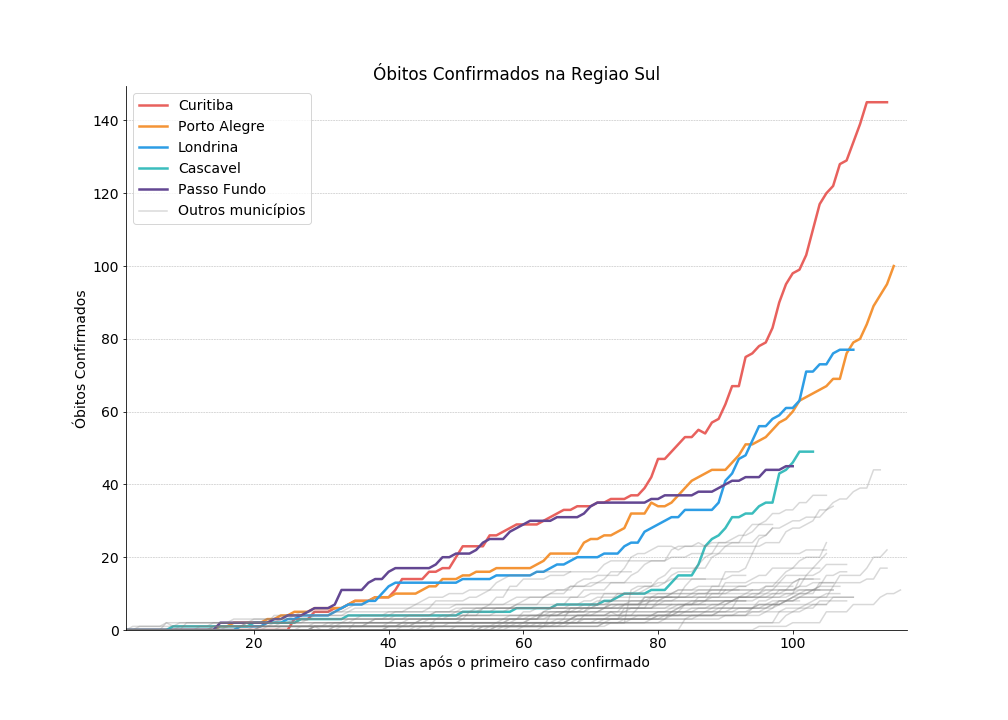 Óbitos Confirmados na Regiao Sul
Curitiba
Porto Alegre
Londrina
Cascavel
Passo Fundo
Outros municípios
Óbitos Confirmados
140
120
100
80
60
40
20
0
20 40 60 80 100
Dias após o primeiro caso confirmado